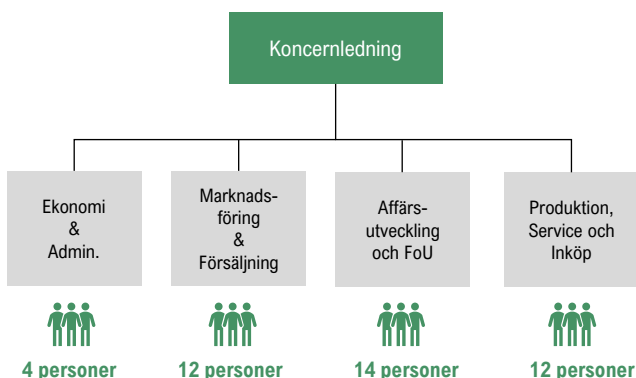 Koncernledning
Ekonomi
&
Admin.
Marknads-
föring
&
Försäljning
Affärs-
utveckling
och FoU
Produktion,
Service och
Inköp
4 personer
12 personer
14 personer
12 personer